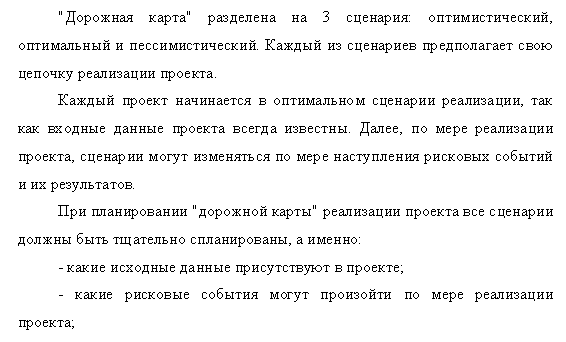 "Дорожная карта" разделена на 3 сценария: оптимистический,
оптимальный и пессимистический. Каждый из сценариев предполагает свою
цепочку реализации проекта.
Каждый проект начинается в оптимальном сценарии реализации, так
как входные данные проекта всегда известны. Далее, по мере реализации
проекта, сценарии могут изменяться по мере наступления рисковых событий
и их результатов.
При планировании "дорожной карты" реализации проекта все сценарии
должны быть тщательно спланированы, а именно:
- какие исходные данные присутствуют в проекте;
- какие рисковые события могут произойти по мере реализации
проекта;